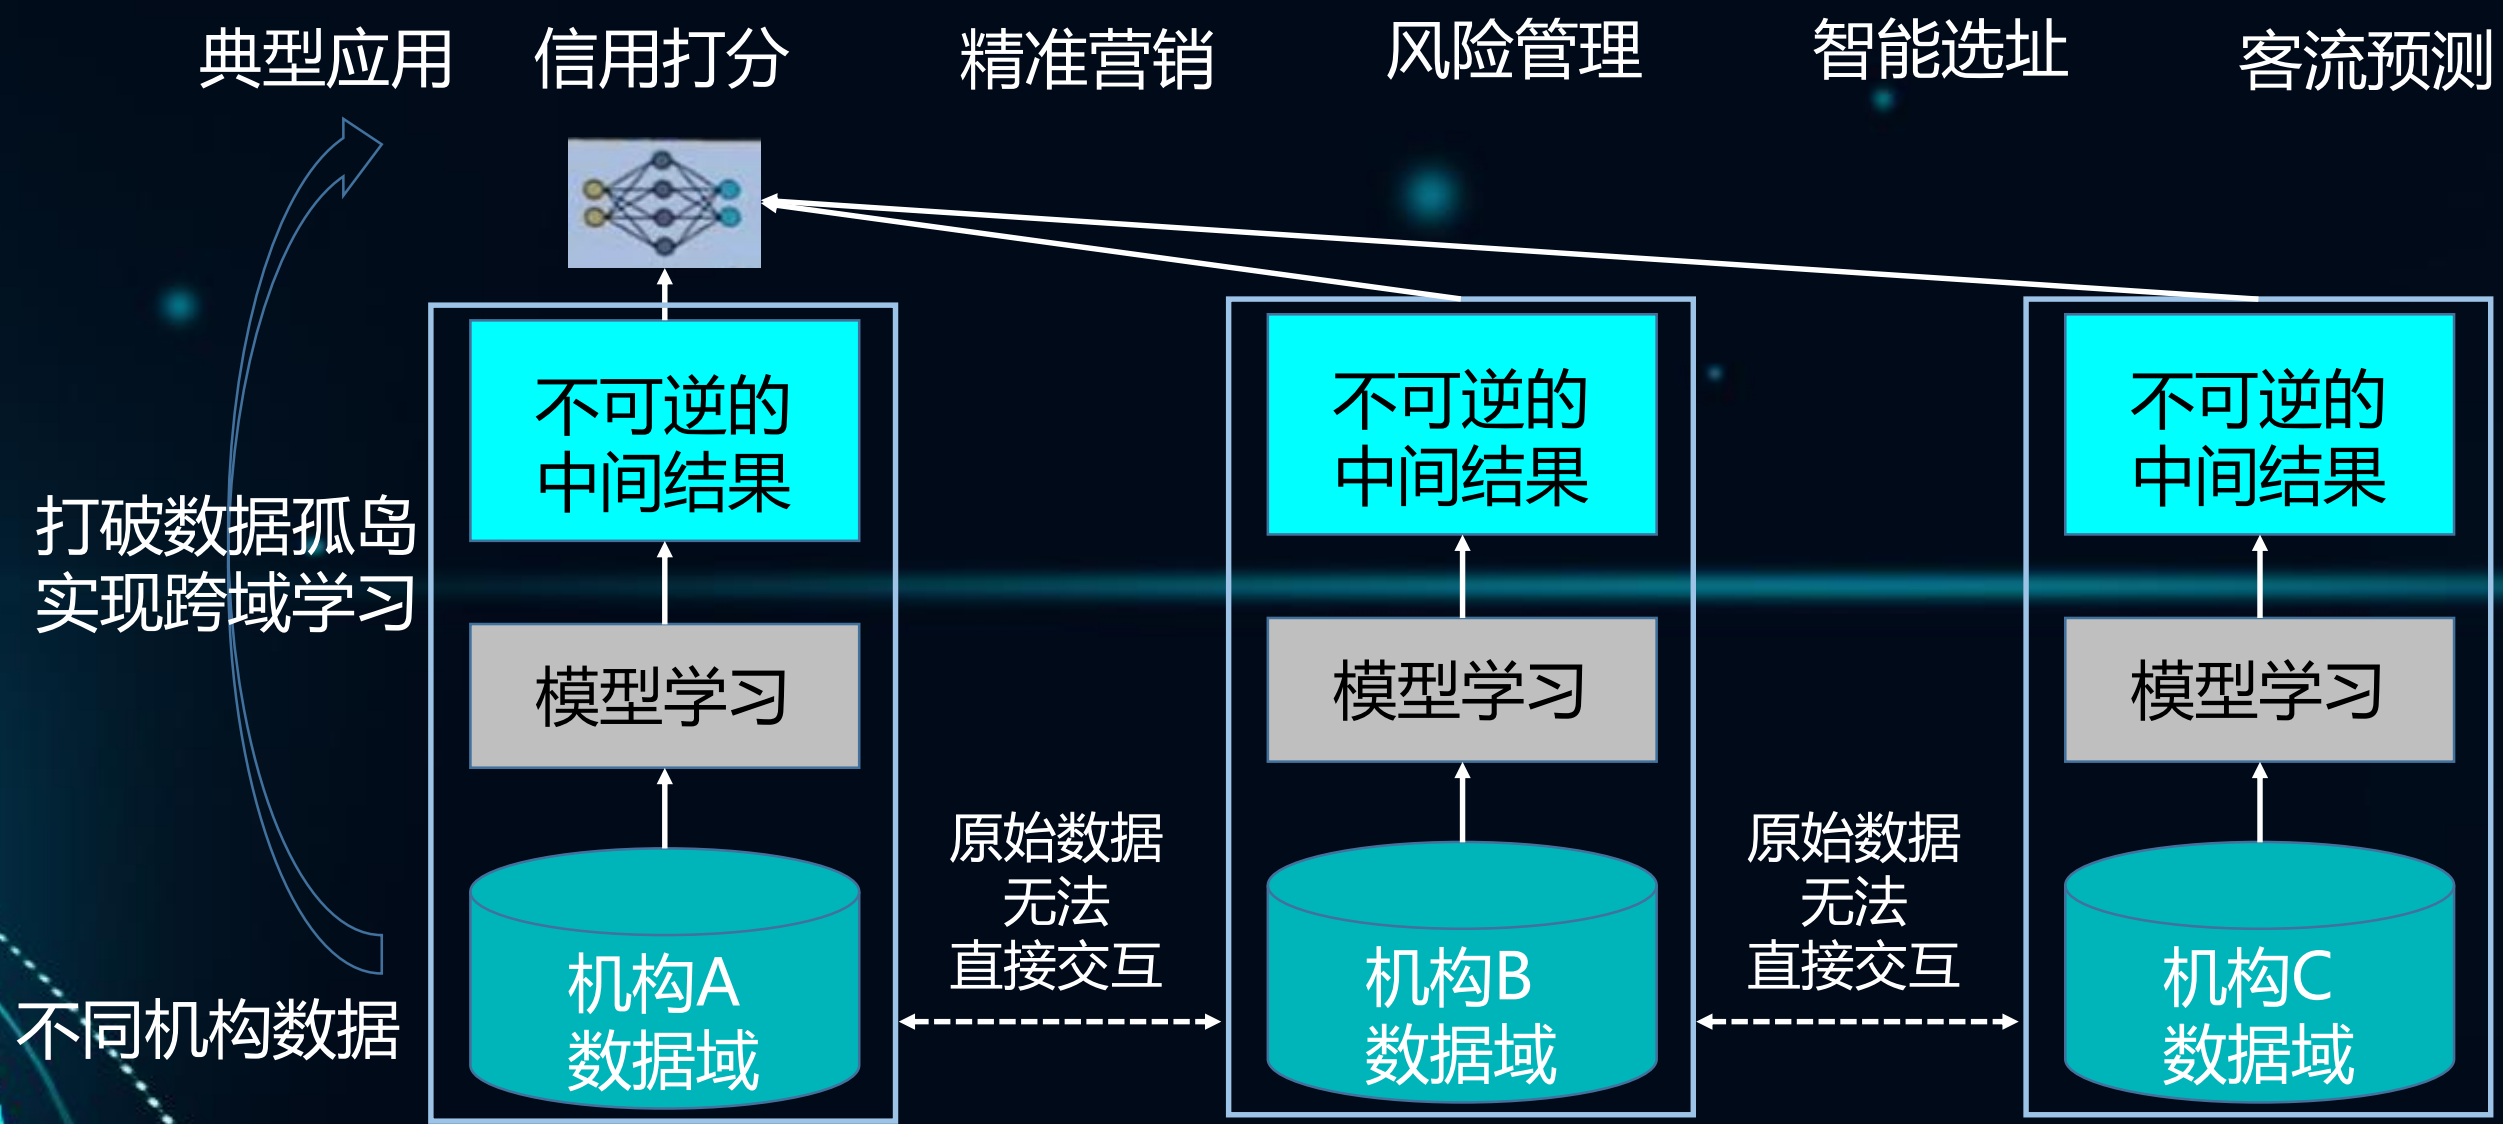 典型应用
信用打分
精准营销
风险管理
智能选址
客流预测
不可逆的
中间结果
不可逆的
中间结果
不可逆的
中间结果
打破数据孤岛
实现跨域学习
模型学习
模型学习
模型学习
原始数据
无法
直接交互
原始数据
无法
直接交互
不同机构数据
机构A
数据域
机构B
数据域
机构C
数据域